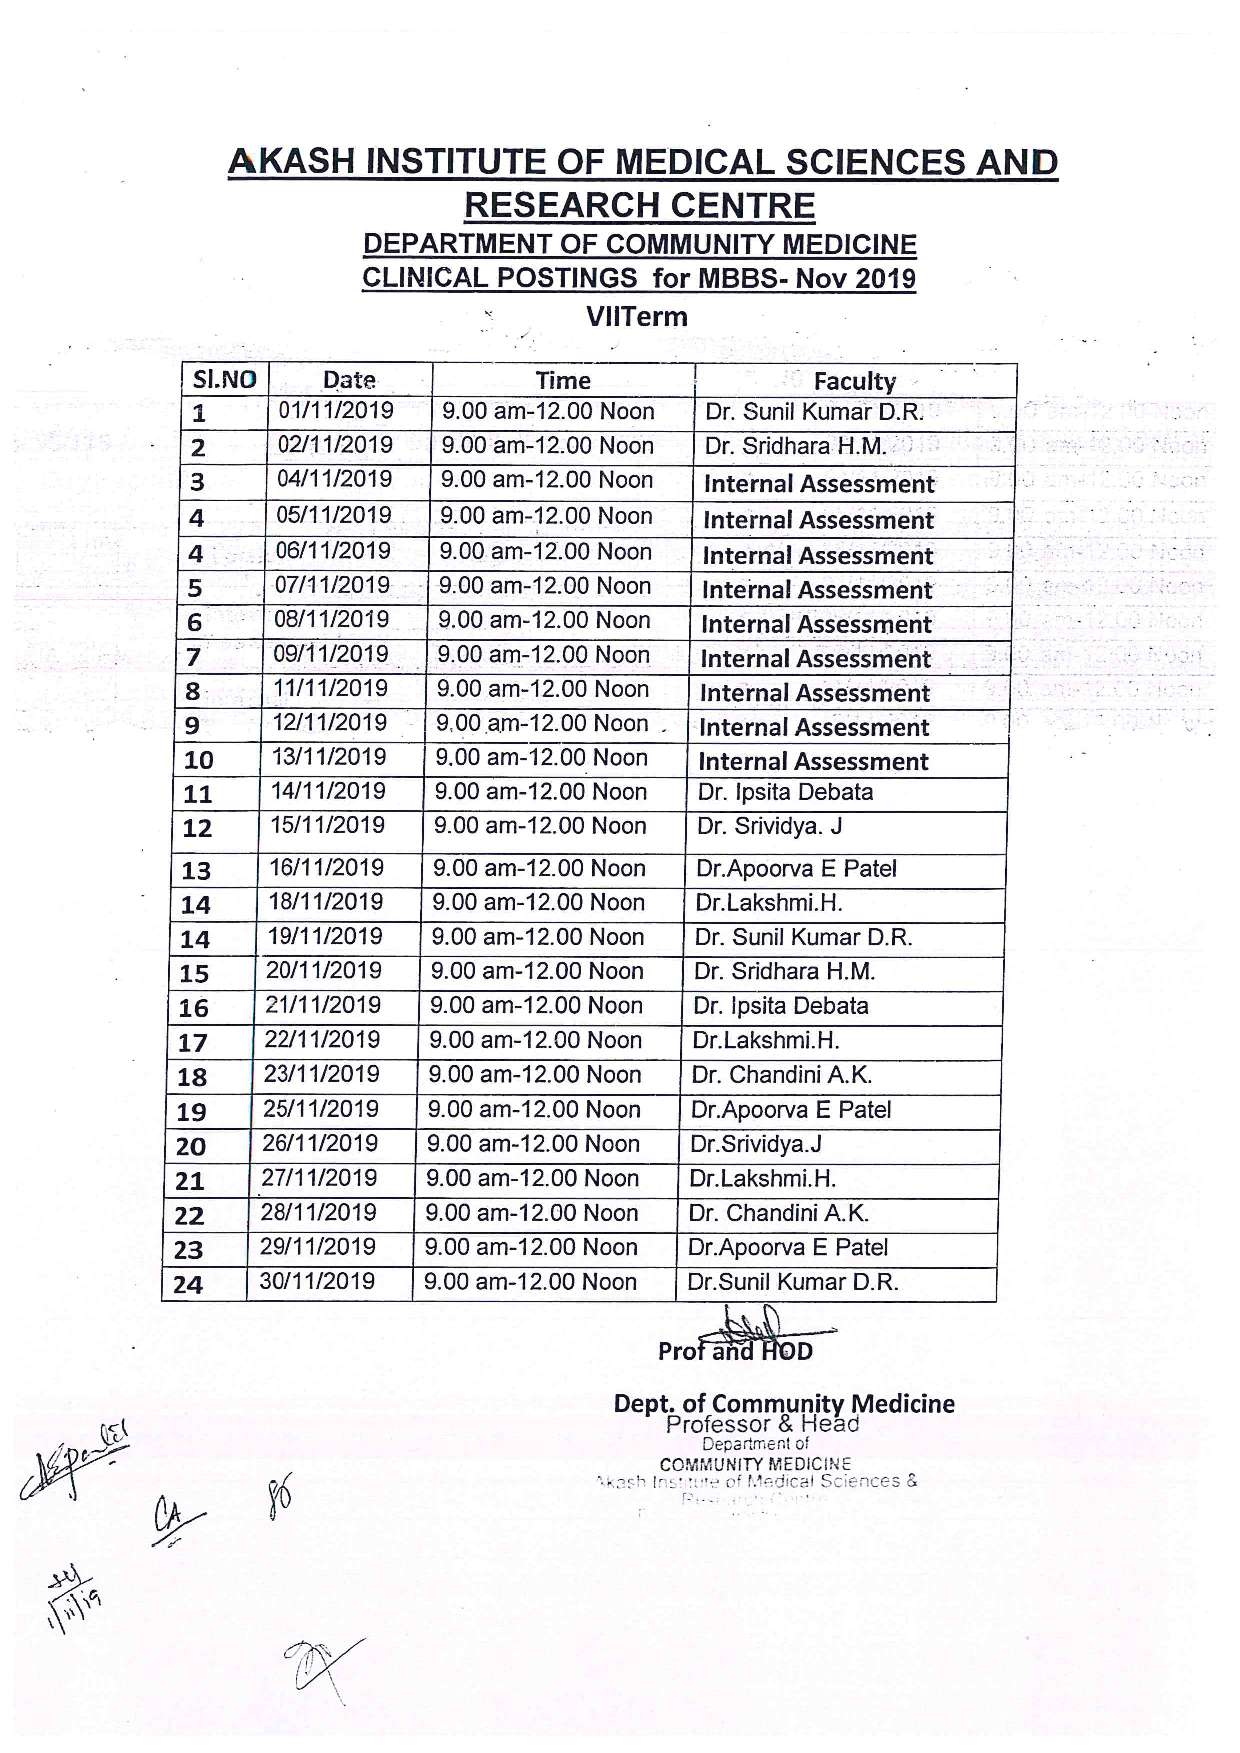 AKASH INSTITUTE OF MEDICAL SCIENCES AND
RESEARCH CENTRE
DEPARTMENT OF COMMUNITY MEDICINE
CLINICAL POSTINGS for MBBS- Nov 2019
VIITerm
Sl.NO Date Time Faculty
1 01/11/2019 9.00 am-12.00 Noon Dr. Sunil Kumar D.R.
2 02/11/2019 9.00 am-12.00 Noon Dr. Sridhara H.M.
3 04/11/2019 9.00 am-12.00 Noon Internal Assessment
4 05/11/2019 9.00 am-12.00 Noon Internal Assessment
4 06/11/2019 9.00 am-12.00 Noon Internal Assessment
5 07/11/2019 9.00 am-12.00 Noon Internal Assessment
6 08/11/2019 9.00 am-12.00 Noon Internal Assessment
7 09/11/2019 9.00 am-12.00 Noon Internal Assessment
8 11/11/2019 9.00 am-12.00 Noon Internal Assessment
9 12/11/2019 9.00 am-12.00 Noon Internal Assessment
10 13/11/2019 9.00 am-12.00 Noon Internal Assessment
11 14/11/2019 9.00 am-12.00 Noon Dr. Ipsita Debata
12 15/11/2019 9.00 am-12.00 Noon Dr. Srividya. J
13 16/11/2019 9.00 am-12.00 Noon Dr.Apoorva E Patel
14 18/11/2019 9.00 am-12.00 Noon Dr.Lakshmi.H.
14 19/11/2019 9.00 am-12.00 Noon Dr. Sunil Kumar D.R.
15 20/11/2019 9.00 am-12.00 Noon Dr. Sridhara H.M.
16 21/11/2019 9.00 am-12.00 Noon Dr. Ipsita Debata
17 22/11/2019 9.00 am-12.00 Noon Dr.Lakshmi.H.
18 23/11/2019 9.00 am-12.00 Noon Dr. Chandini A.K.
19 25/11/2019 9.00 am-12.00 Noon Dr.Apoorva E Patel
20 26/11/2019 9.00 am-12.00 Noon Dr.Srividya.J
21 27/11/2019 9.00 am-12.00 Noon Dr.Lakshmi.H.
22 28/11/2019 9.00 am-12.00 Noon Dr. Chandini A.K.
23 29/11/2019 9.00 am-12.00 Noon Dr.Apoorva E Patel
24 30/11/2019 9.00 am-12.00 Noon Dr.Sunil Kumar D.R.
Prof and HOD
Dept. of Community Medicine
Professor & Head
Department of
COMMUNITY MEDICINE
Akash Institute of Medical Sciences &
CA
1/11/19